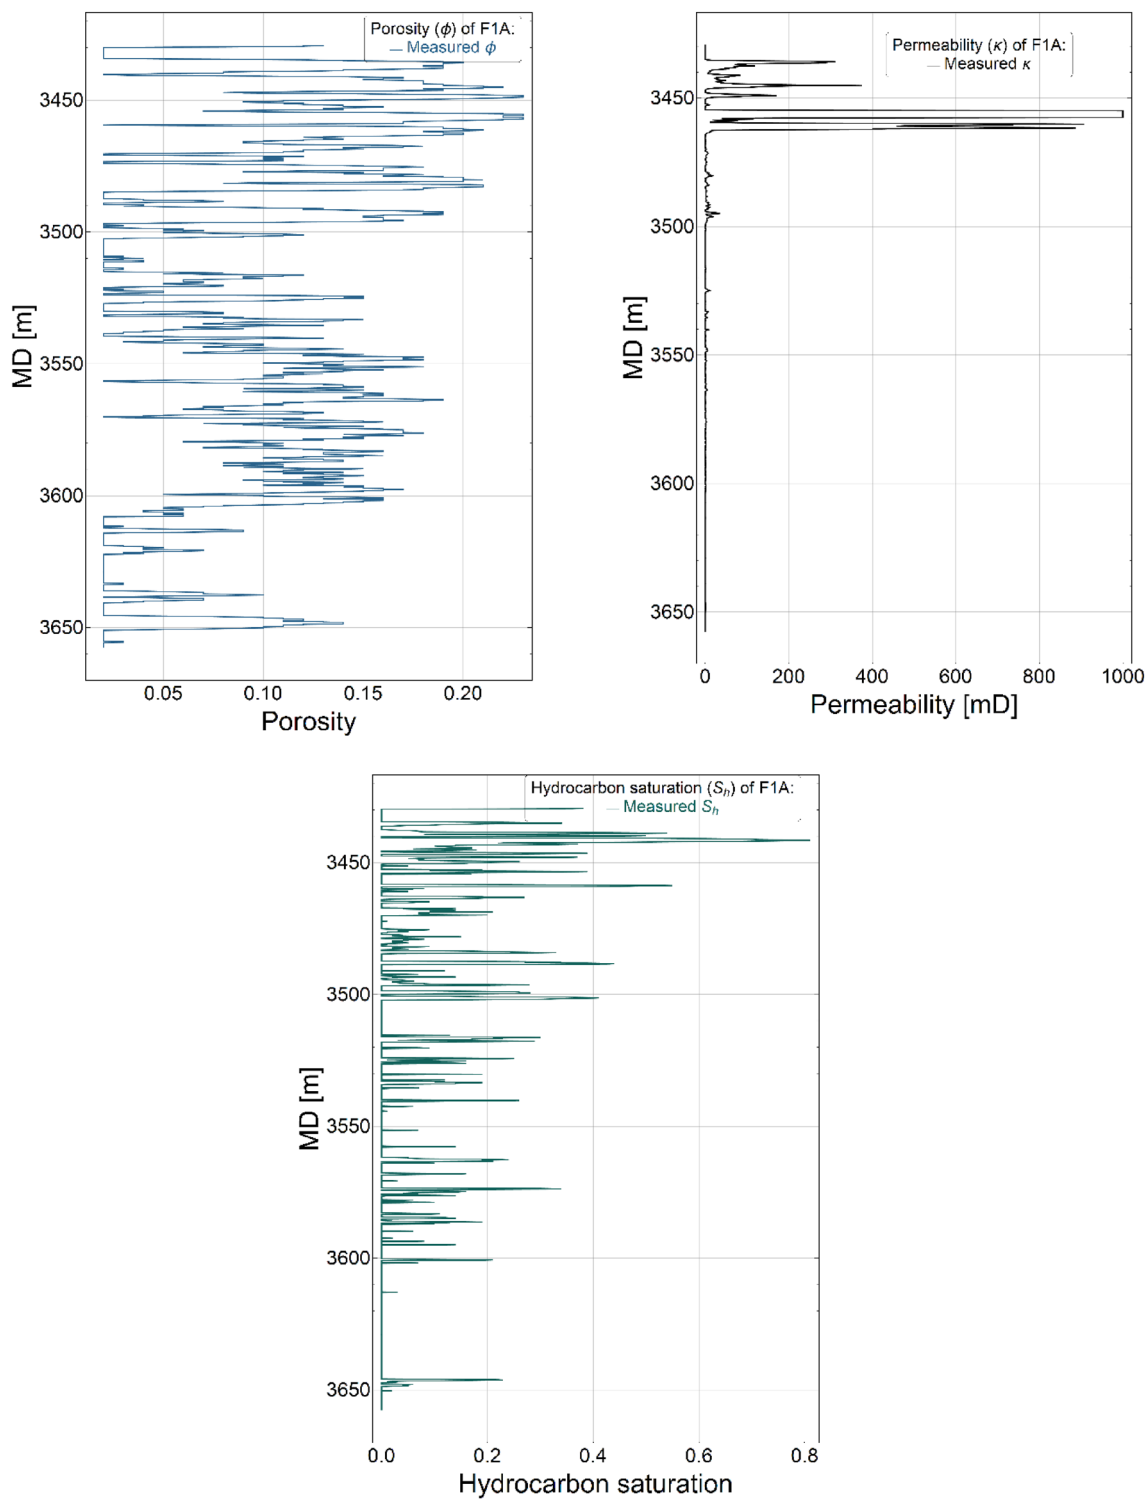 Porosity (ϕ) of F1A:
— Measured ϕ
3450
3500
3550
3600
3650
MD [m]
0.05 0.10 0.15 0.20
Porosity
Permeability (κ) of F1A:
— Measured κ
3450
3500
3550
3600
3650
MD [m]
0 200 400 600 800 1000
Permeability [mD]
Hydrocarbon saturation (Sₕ) of F1A:
— Measured Sₕ
3450
3500
3550
3600
3650
MD [m]
0.0 0.2 0.4 0.6 0.8
Hydrocarbon saturation